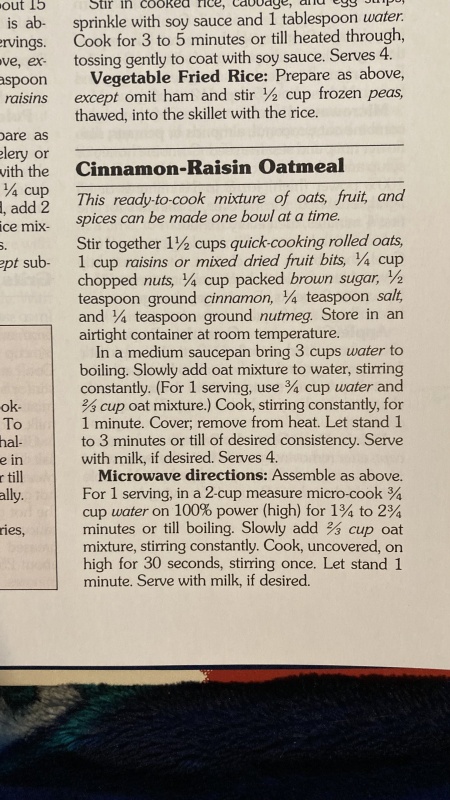 bout 15
is ab-
ervings.
ove, ex-
aspoon
raisins
pare as
elery or
with the
¼ cup
d, add 2
ice mix-
s.
ept sub-
ook-
To
hal-
e in
r till
ally.
ries,
Stir in cooked rice, cabbage, and egg strips;
sprinkle with soy sauce and 1 tablespoon water.
Cook for 3 to 5 minutes or till heated through,
tossing gently to coat with soy sauce. Serves 4.
Vegetable Fried Rice: Prepare as above,
except omit ham and stir ½ cup frozen peas,
thawed, into the skillet with the rice.
Cinnamon-Raisin Oatmeal
This ready-to-cook mixture of oats, fruit, and
spices can be made one bowl at a time.
Stir together 1½ cups quick-cooking rolled oats,
1 cup raisins or mixed dried fruit bits, ¼ cup
chopped nuts, ¼ cup packed brown sugar, ½
teaspoon ground cinnamon, ¼ teaspoon salt,
and ¼ teaspoon ground nutmeg. Store in an
airtight container at room temperature.
In a medium saucepan bring 3 cups water to
boiling. Slowly add oat mixture to water, stirring
constantly. (For 1 serving, use ¾ cup water and
⅔ cup oat mixture.) Cook, stirring constantly, for
1 minute. Cover; remove from heat. Let stand 1
to 3 minutes or till of desired consistency. Serve
with milk, if desired. Serves 4.
Microwave directions: Assemble as above.
For 1 serving, in a 2-cup measure micro-cook ¾
cup water on 100% power (high) for 1¾ to 2¾
minutes or till boiling. Slowly add ⅔ cup oat
mixture, stirring constantly. Cook, uncovered, on
high for 30 seconds, stirring once. Let stand 1
minute. Serve with milk, if desired.